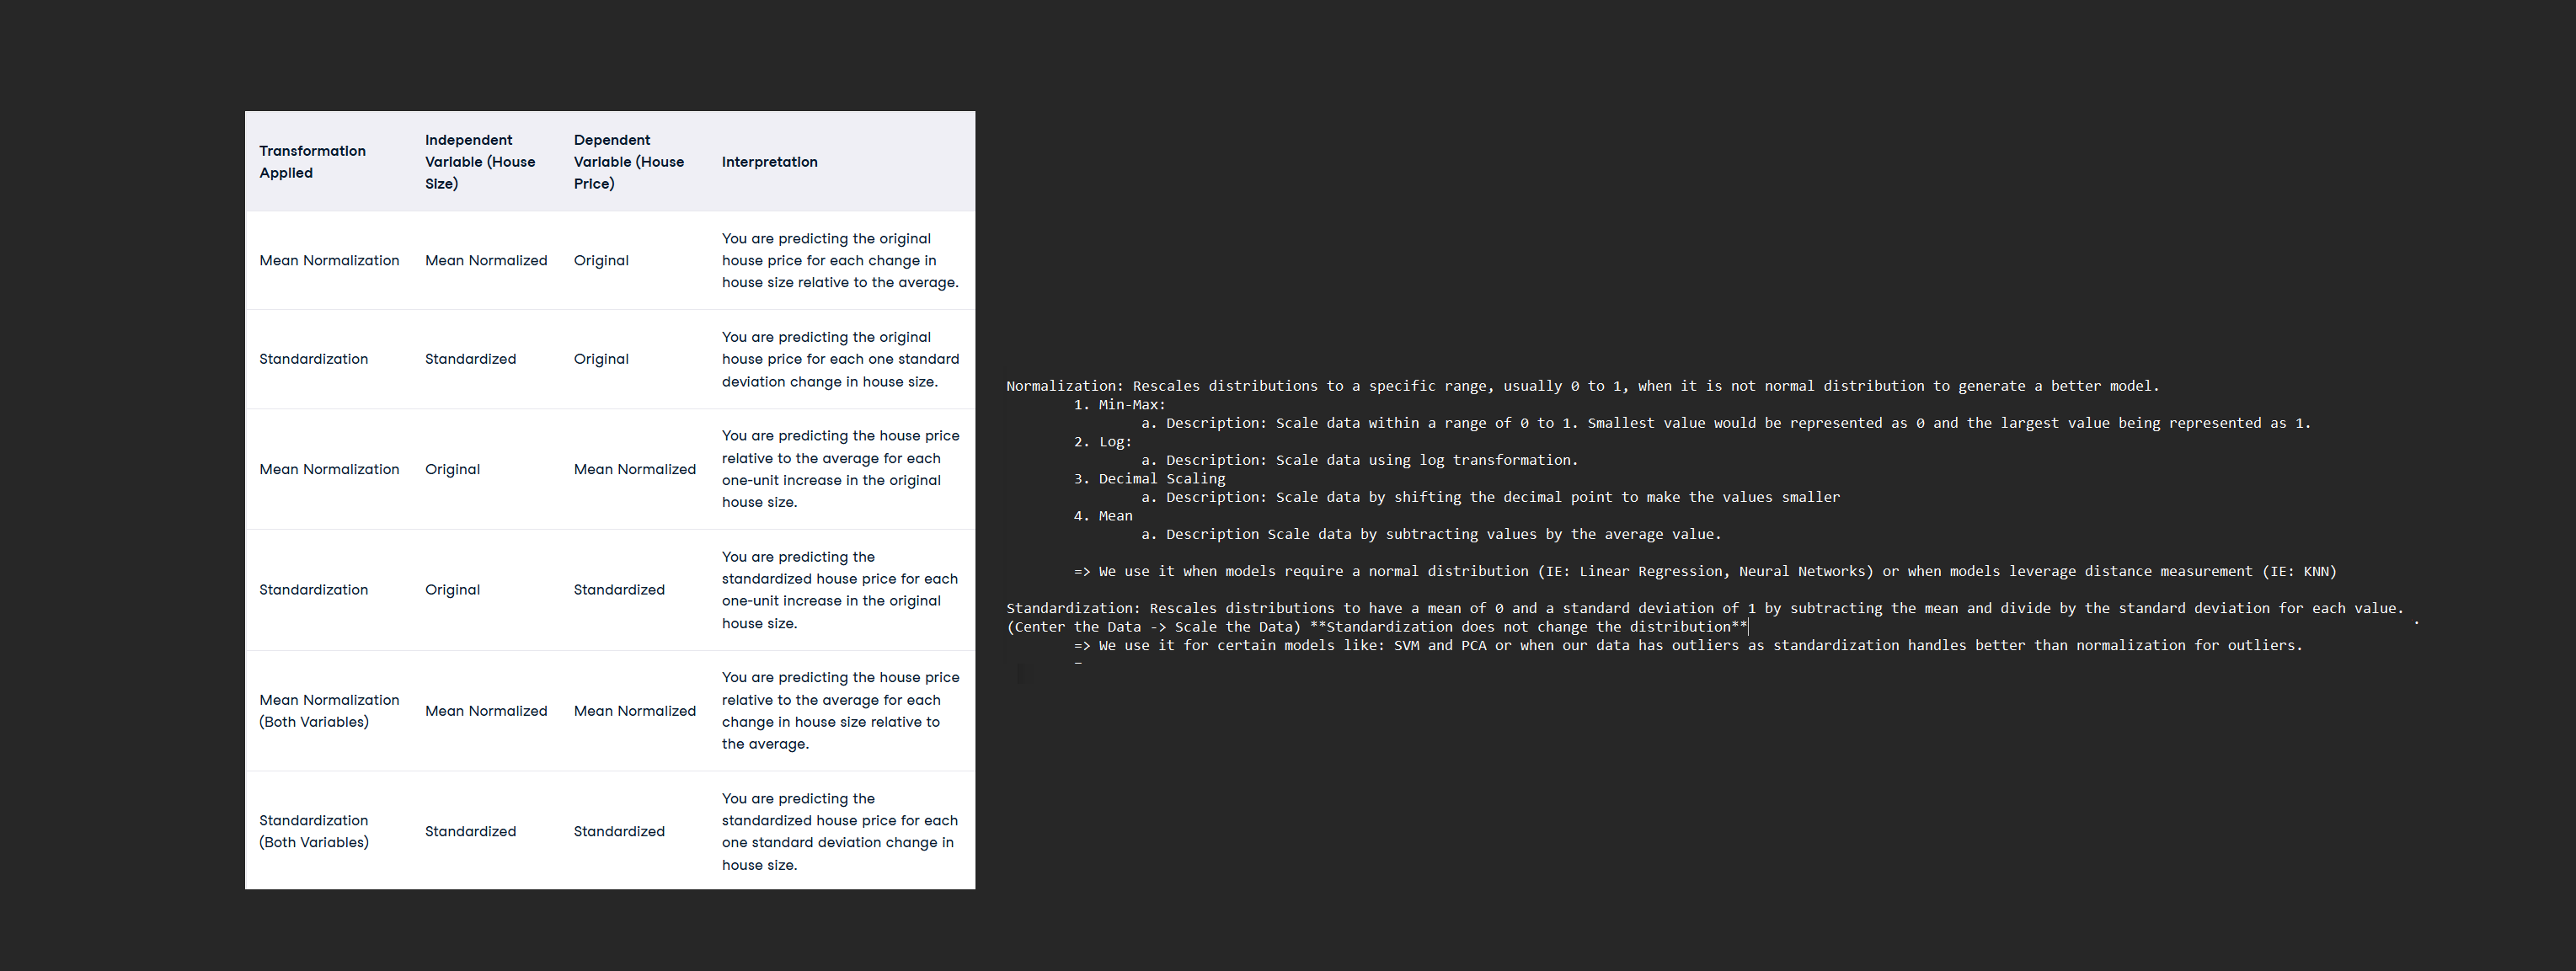 Transformation Applied
Independent Variable (House Size)
Dependent Variable (House Price)
Interpretation
Mean Normalization
Mean Normalized
Original
You are predicting the original
house price for each change in
house size relative to the average.
Standardization
Standardized
Original
You are predicting the original
house price for each one standard
deviation change in house size.
Mean Normalization
Original
Mean Normalized
You are predicting the house price
relative to the average for each
one-unit increase in the original
house size.
Standardization
Original
Standardized
You are predicting the
standardized house price for each
one-unit increase in the original
house size.
Mean Normalization
(Both Variables)
Mean Normalized
Mean Normalized
You are predicting the house price
relative to the average for each
change in house size relative to
the average.
Standardization
(Both Variables)
Standardized
Standardized
You are predicting the
standardized house price for each
one standard deviation change in
house size.
Normalization: Rescales distributions to a specific range, usually 0 to 1, when it is not normal distribution to generate a better model.
1. Min-Max:
a. Description: Scale data within a range of 0 to 1. Smallest value would be represented as 0 and the largest value being represented as 1.
2. Log:
a. Description: Scale data using log transformation.
3. Decimal Scaling
a. Description: Scale data by shifting the decimal point to make the values smaller
4. Mean
a. Description Scale data by subtracting values by the average value.
=> We use it when models require a normal distribution (IE: Linear Regression, Neural Networks) or when models leverage distance measurement (IE: KNN)
Standardization: Rescales distributions to have a mean of 0 and a standard deviation of 1 by subtracting the mean and divide by the standard deviation for each value.
(Center the Data -> Scale the Data) **Standardization does not change the distribution**
=> We use it for certain models like: SVM and PCA or when our data has outliers as standardization handles better than normalization for outliers.